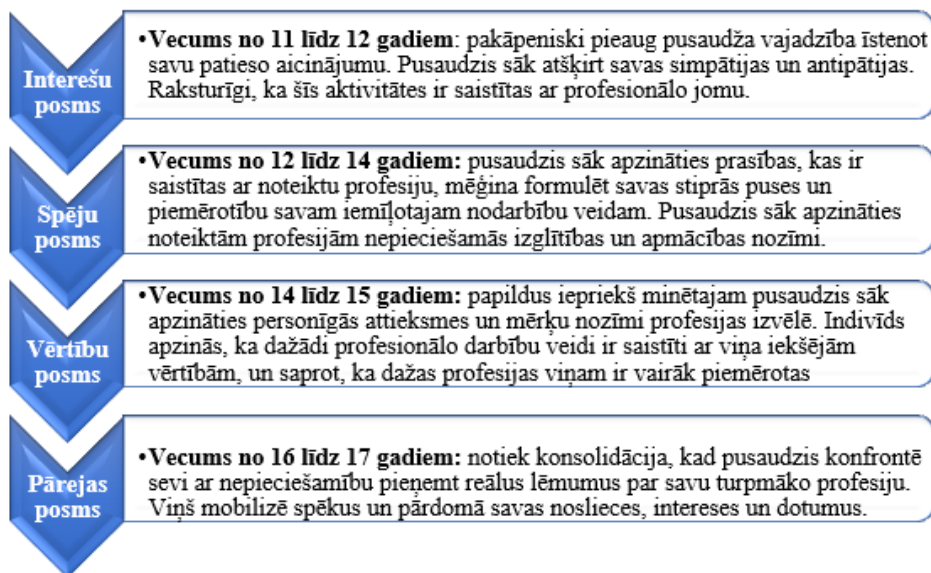 Interešu
posms
•Vecums no 11 līdz 12 gadiem: pakāpeniski pieaug pusaudža vajadzība īstenot
savu patieso aicinājumu. Pusaudzis sāk atšķirt savas simpātijas un antipātijas.
Raksturīgi, ka šīs aktivitātes ir saistītas ar profesionālo jomu.
Spēju
posms
•Vecums no 12 līdz 14 gadiem: pusaudzis sāk apzināties prasības, kas ir
saistītas ar noteiktu profesiju, mēģina formulēt savas stiprās puses un
piemērotību savam iemīļotajam nodarbību veidam. Pusaudzis sāk apzināties
noteiktām profesijām nepieciešamās izglītības un apmācības nozīmi.
Vērtību
posms
•Vecums no 14 līdz 15 gadiem: papildus iepriekš minētajam pusaudzis sāk
apzināties personīgās attieksmes un mērķu nozīmi profesijas izvēlē. Indivīds
apzinās, ka dažādi profesionālo darbību veidi ir saistīti ar viņa iekšējām
vērtībām, un saprot, ka dažas profesijas viņam ir vairāk piemērotas
Pārejas
posms
•Vecums no 16 līdz 17 gadiem: notiek konsolidācija, kad pusaudzis konfrontē
sevi ar nepieciešamību pieņemt reālus lēmumus par savu turpmāko profesiju.
Viņš mobilizē spēkus un pārdomā savas noslieces, intereses un dotumus.